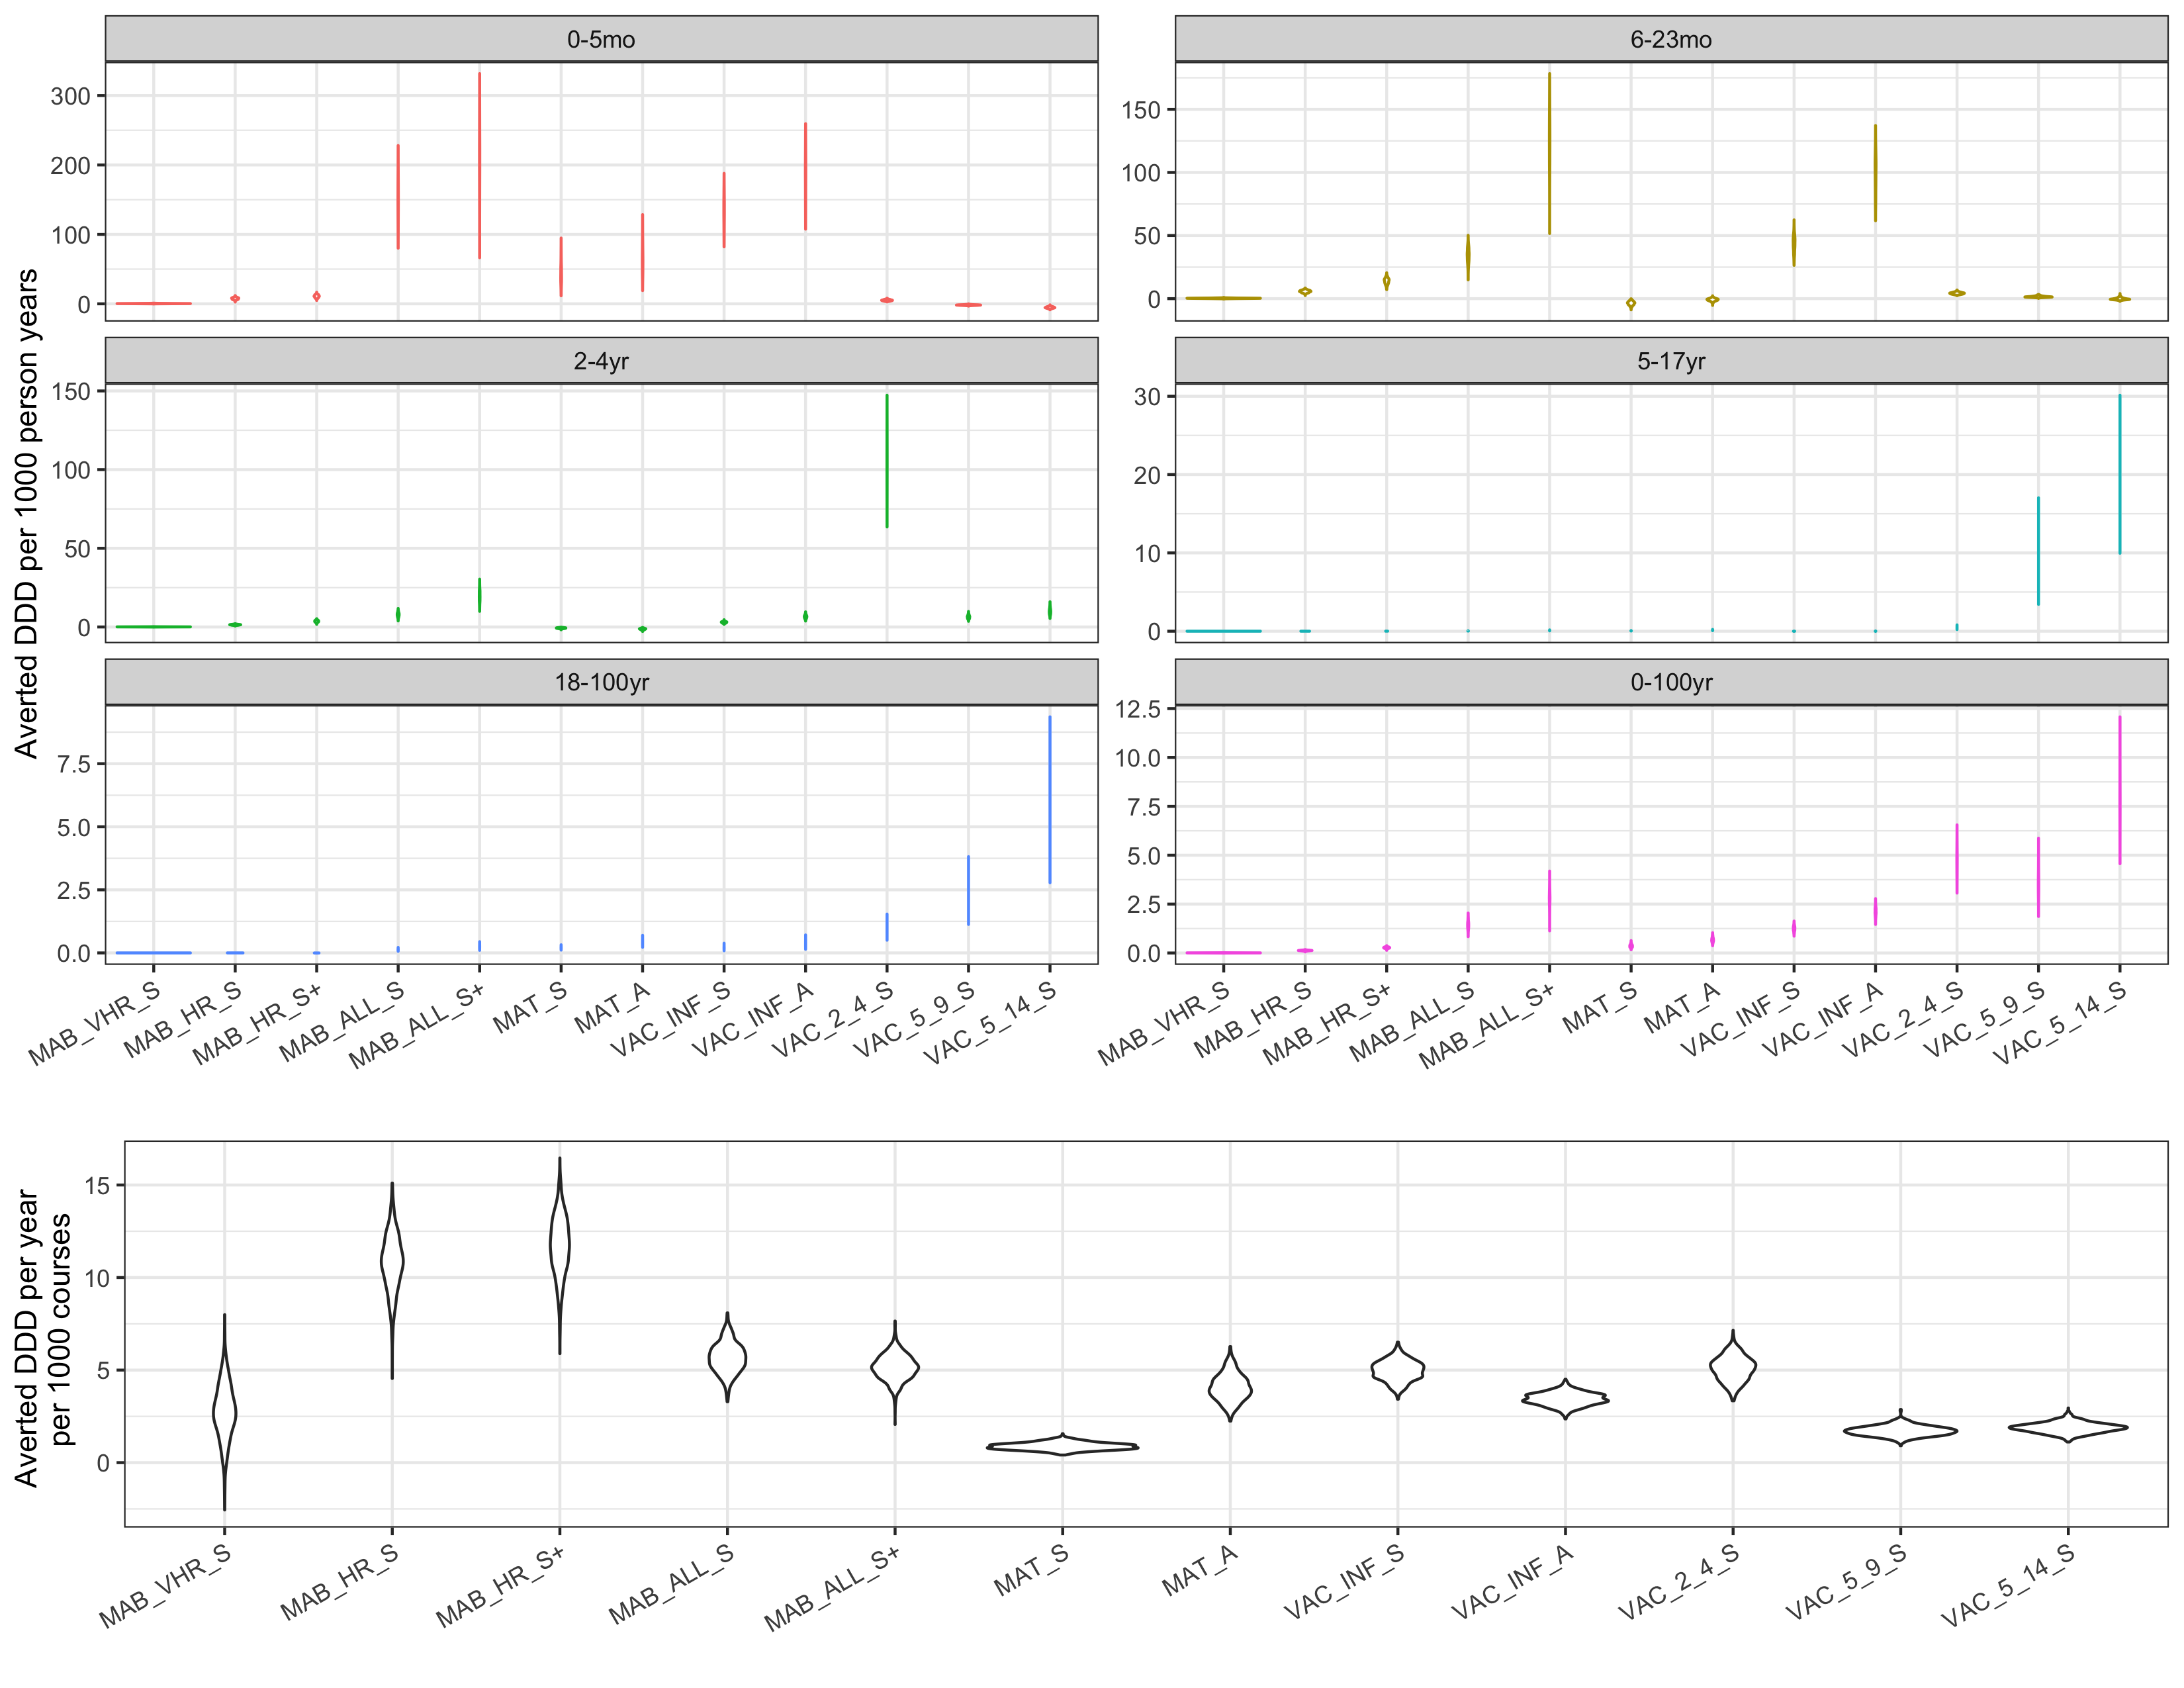 Averted DDD per 1000 person years
0-5mo
300
200
100
0
6-23mo
150
100
50
0
2-4yr
150
100
50
0
5-17yr
30
20
10
0
18-100yr
7.5
5.0
2.5
0.0
0-100yr
12.5
10.0
7.5
5.0
2.5
0.0
MAB_VHR_S
MAB_HR_S
MAB_HR_S+
MAB_ALL_S
MAB_ALL_S+
MAT_S
MAT_A
VAC_INF_S
VAC_INF_A
VAC_2_4_S
VAC_5_9_S
VAC_5_14_S
MAB_VHR_S
MAB_HR_S
MAB_HR_S+
MAB_ALL_S
MAB_ALL_S+
MAT_S
MAT_A
VAC_INF_S
VAC_INF_A
VAC_2_4_S
VAC_5_9_S
VAC_5_14_S
Averted DDD per year
per 1000 courses
15
10
5
0
MAB_VHR_S
MAB_HR_S
MAB_HR_S+
MAB_ALL_S
MAB_ALL_S+
MAT_S
MAT_A
VAC_INF_S
VAC_INF_A
VAC_2_4_S
VAC_5_9_S
VAC_5_14_S